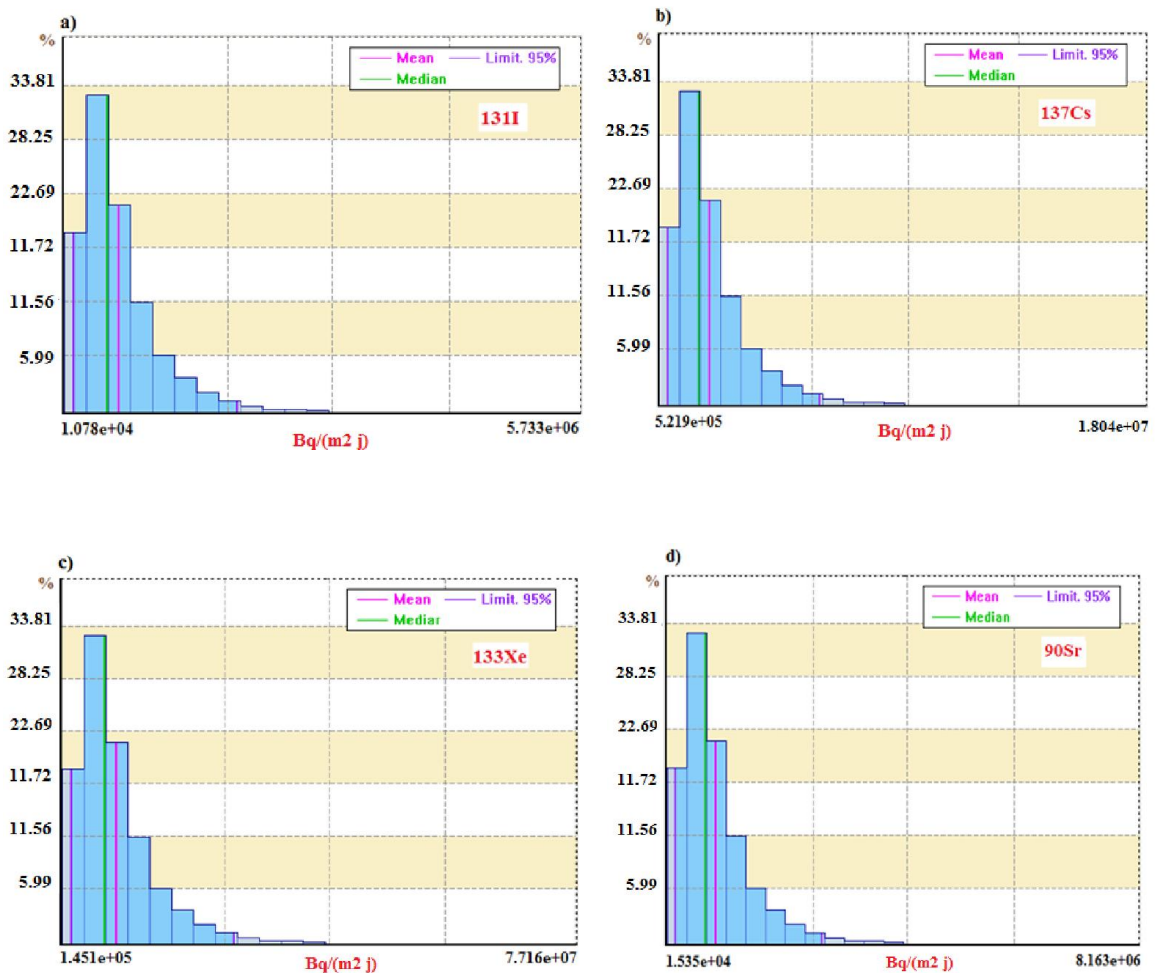 a)
%
Mean Limit. 95%
Median
131I
33.81
28.25
22.69
11.72
11.56
5.99
1.078e+04 5.733e+06
Bq/(m2 j)
b)
%
Mean Limit. 95%
Median
137Cs
33.81
28.25
22.69
11.72
11.56
5.99
5.219e+05 Bq/(m2 j) 1.804e+07
c)
%
Mean Limit. 95%
Mediar
133Xe
33.81
28.25
22.69
11.72
11.56
5.99
1.451e+05 Bq/(m2 j) 7.716e+07
d)
%
Mean Limit. 95%
Median
90Sr
33.81
28.25
22.69
11.72
11.56
5.99
1.535e+04 Bq/(m2 j) 8.163e+06